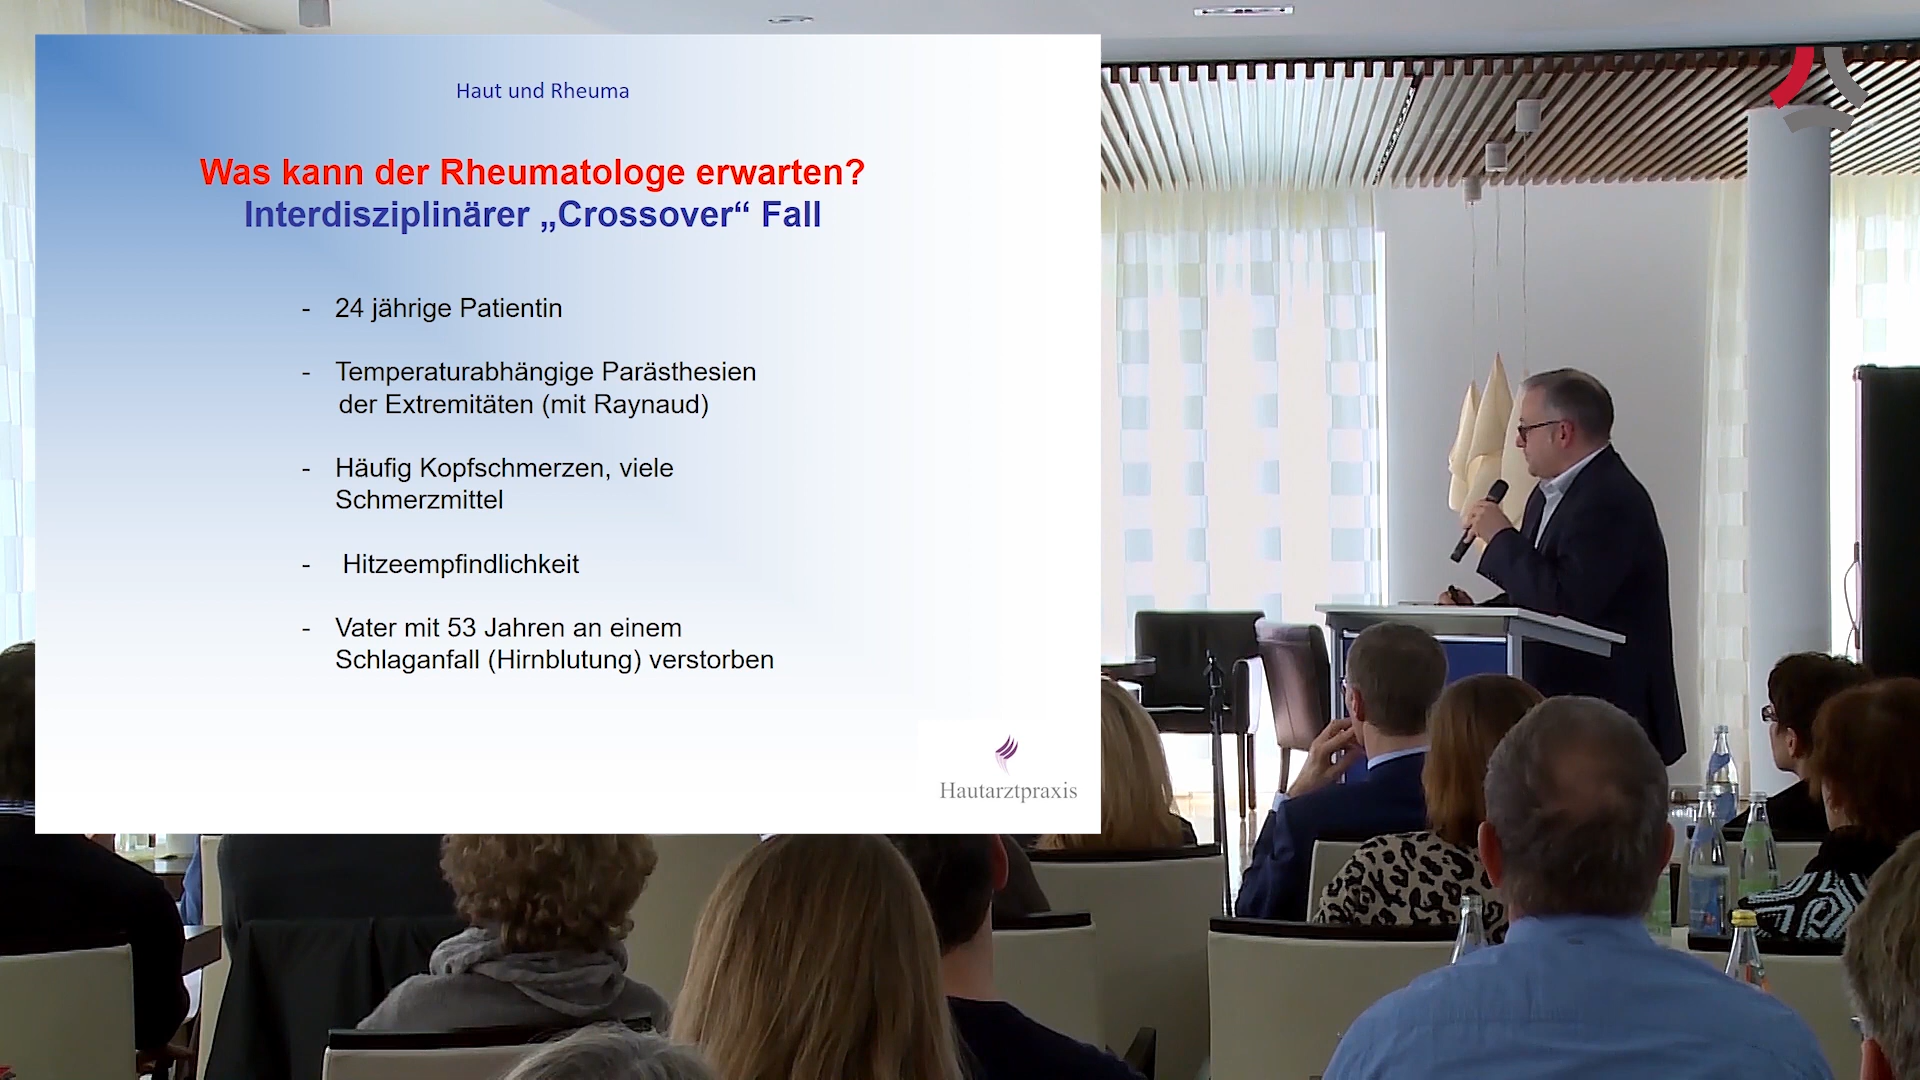 Haut und Rheuma
Was kann der Rheumatologe erwarten?
Interdisziplinärer „Crossover“ Fall
- 24 jährige Patientin
- Temperaturabhängige Parästhesien
der Extremitäten (mit Raynaud)
- Häufig Kopfschmerzen, viele
Schmerzmittel
- Hitzeempfindlichkeit
- Vater mit 53 Jahren an einem
Schlaganfall (Hirnblutung) verstorben
Hautarztpraxis